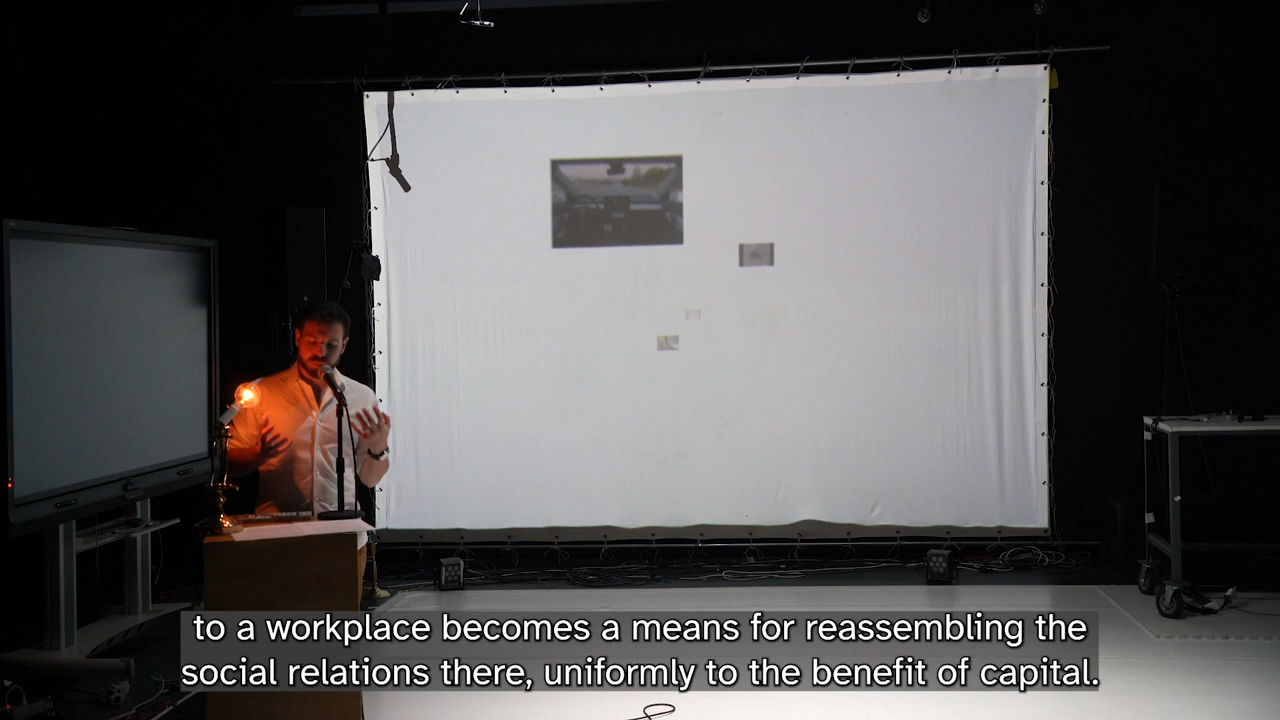 to a workplace becomes a means for reassembling the
social relations there, uniformly to the benefit of capital.